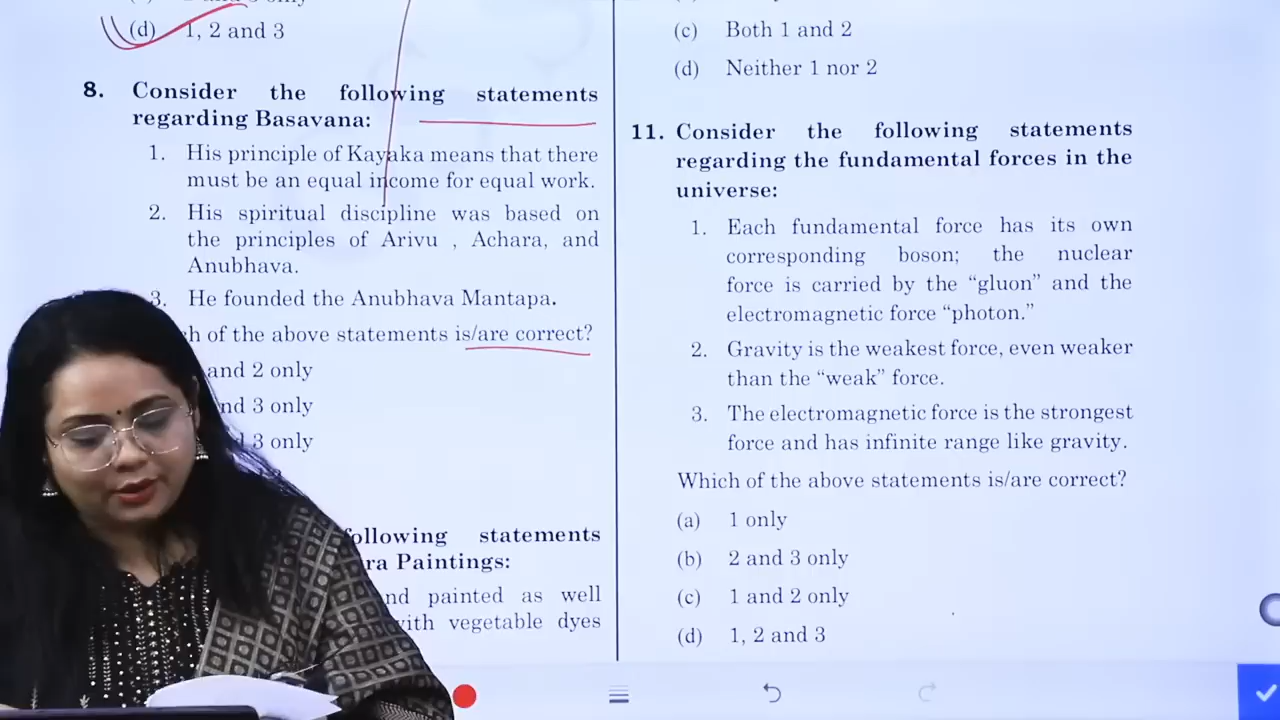 (d) 1, 2 and 3
8. Consider the following statements
regarding Basavana:
1. His principle of Kayaka means that there
must be an equal income for equal work.
2. His spiritual discipline was based on
the principles of Arivu , Achara, and
Anubhava.
3. He founded the Anubhava Mantapa.
of the above statements is/are correct?
and 2 only
3 only
3 only
following statements
Paintings:
painted as well
with vegetable dyes
(c) Both 1 and 2
(d) Neither 1 nor 2
11. Consider the following statements
regarding the fundamental forces in the
universe:
1. Each fundamental force has its own
corresponding boson; the nuclear
force is carried by the “gluon” and the
electromagnetic force “photon.”
2. Gravity is the weakest force, even weaker
than the “weak” force.
3. The electromagnetic force is the strongest
force and has infinite range like gravity.
Which of the above statements is/are correct?
(a) 1 only
(b) 2 and 3 only
(c) 1 and 2 only
(d) 1, 2 and 3